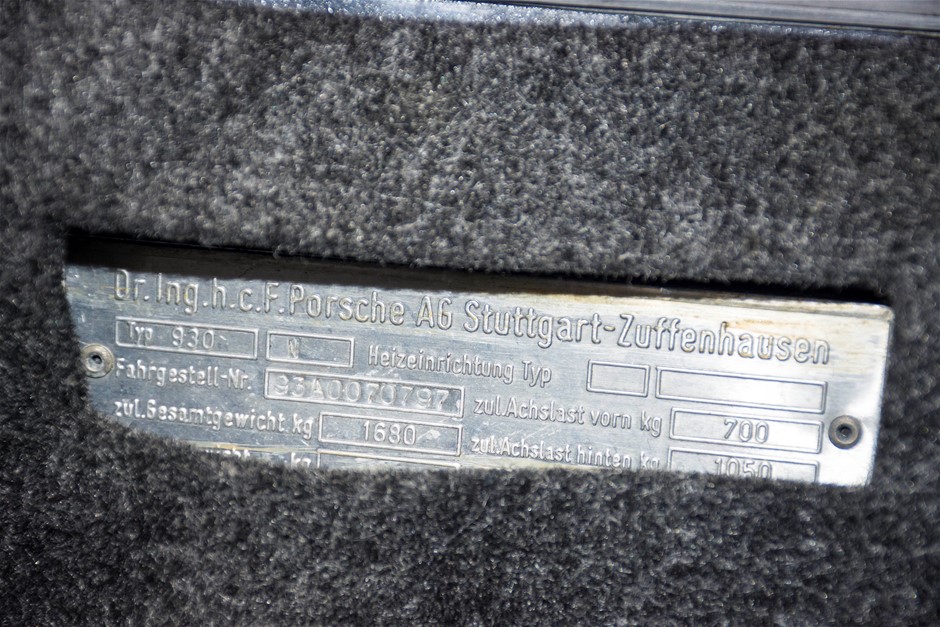 Dr. Ing. h.c. F. Porsche AG Stuttgart-Zuffenhausen
Typ 930 N Heizeinrichtung Typ
Fahrgestell-Nr. 93A0070797 zul. Achslast vorn kg 700
zul. Gesamtgewicht kg 1680 zul. Achslast hinten kg 1050
kg